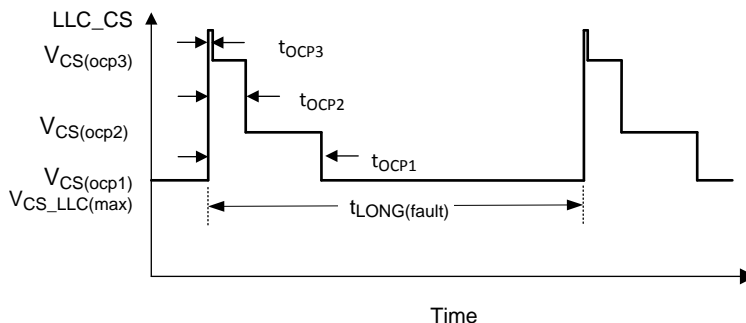 LLC_CS
VCS(ocp3)
tOCP3
tOCP2
VCS(ocp2)
tOCP1
VCS(ocp1)
VCS_LLC(max)
tLONG(fault)
Time